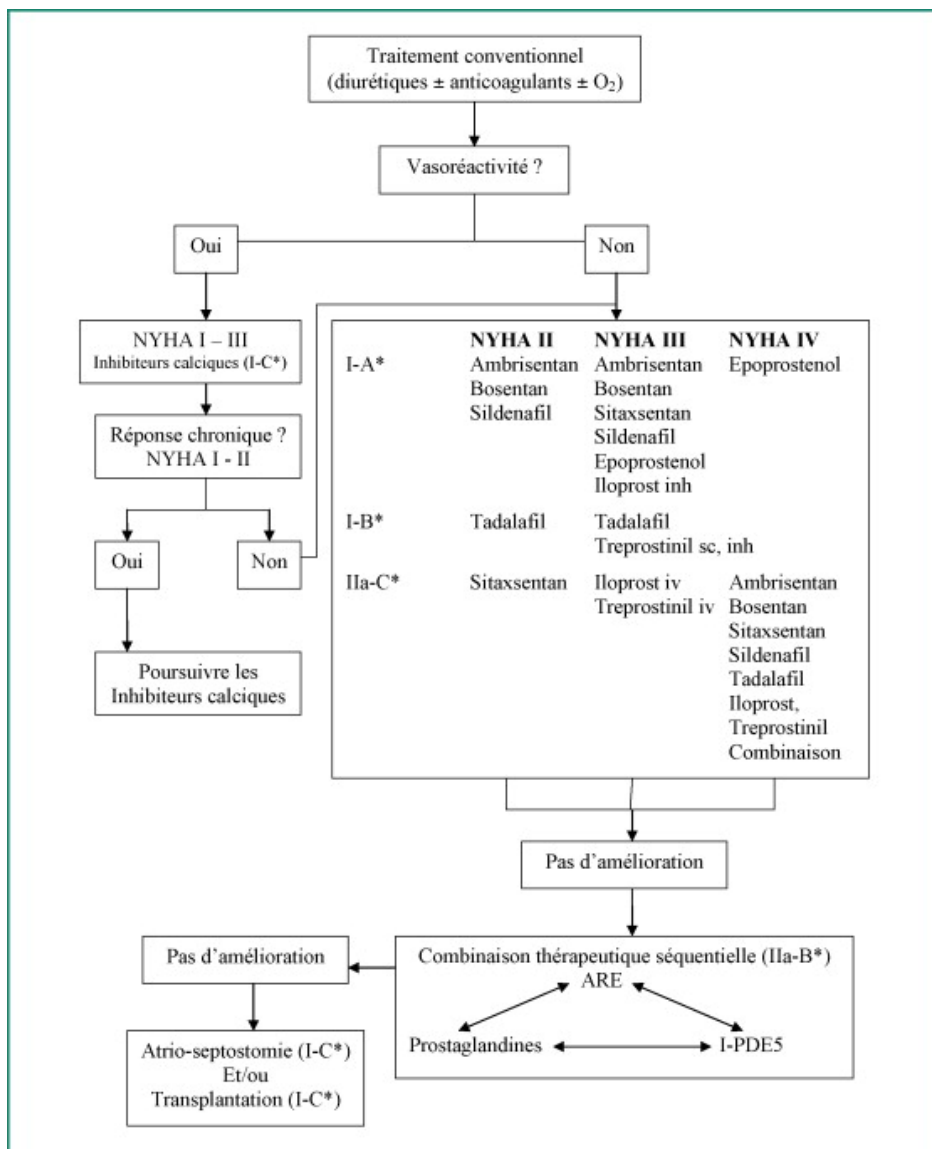 Traitement conventionnel
(diurétiques ± anticoagulants ± O₂)
Vasoréactivité ?
Oui
Non
NYHA I – III
Inhibiteurs calciques (I-C*)
Réponse chronique ?
NYHA I - II
Oui
Non
Poursuivre les
Inhibiteurs calciques
NYHA II NYHA III NYHA IV
I-A* Ambrisentan Ambrisentan Epoprostenol
Bosentan Bosentan
Sildenafil Sitaxsentan
Sildenafil
Epoprostenol
Iloprost inh
I-B* Tadalafil Tadalafil
Treprostinil sc, inh
IIa-C* Sitaxsentan Iloprost iv Ambrisentan
Treprostinil iv Bosentan
Sitaxsentan
Sildenafil
Tadalafil
Iloprost,
Treprostinil
Combinaison
Pas d'amélioration
Combinaison thérapeutique séquentielle (IIa-B*)
ARE
Prostaglandines I-PDE5
Pas d'amélioration
Atrio-septostomie (I-C*)
Et/ou
Transplantation (I-C*)